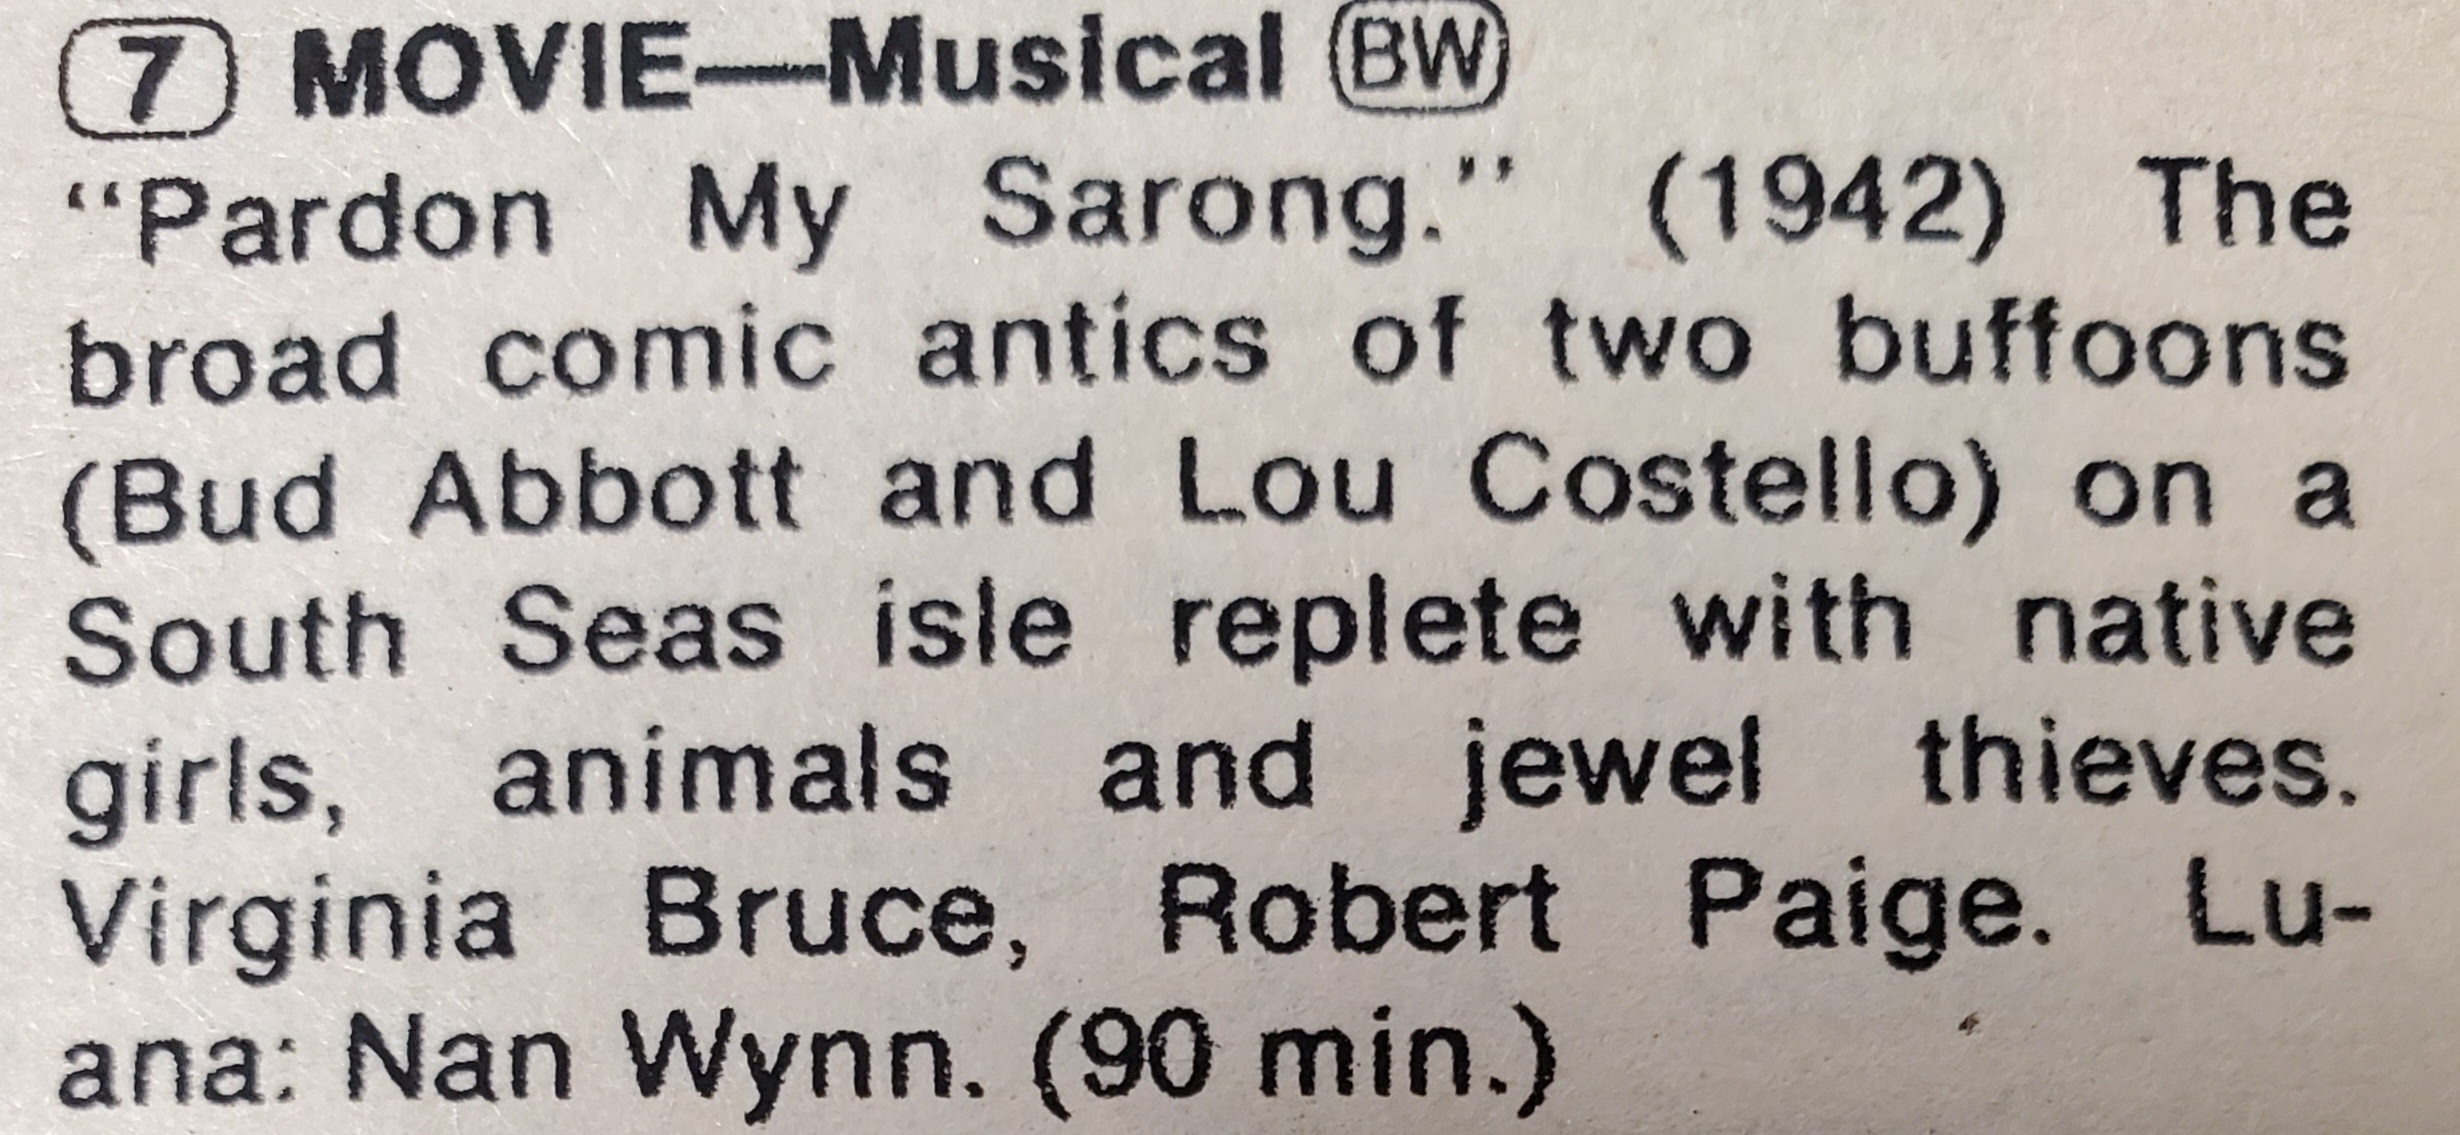 7 MOVIE—Musical BW
“Pardon My Sarong.” (1942) The
broad comic antics of two buffoons
(Bud Abbott and Lou Costello) on a
South Seas isle replete with native
girls, animals and jewel thieves.
Virginia Bruce, Robert Paige. Lu-
ana: Nan Wynn. (90 min.)